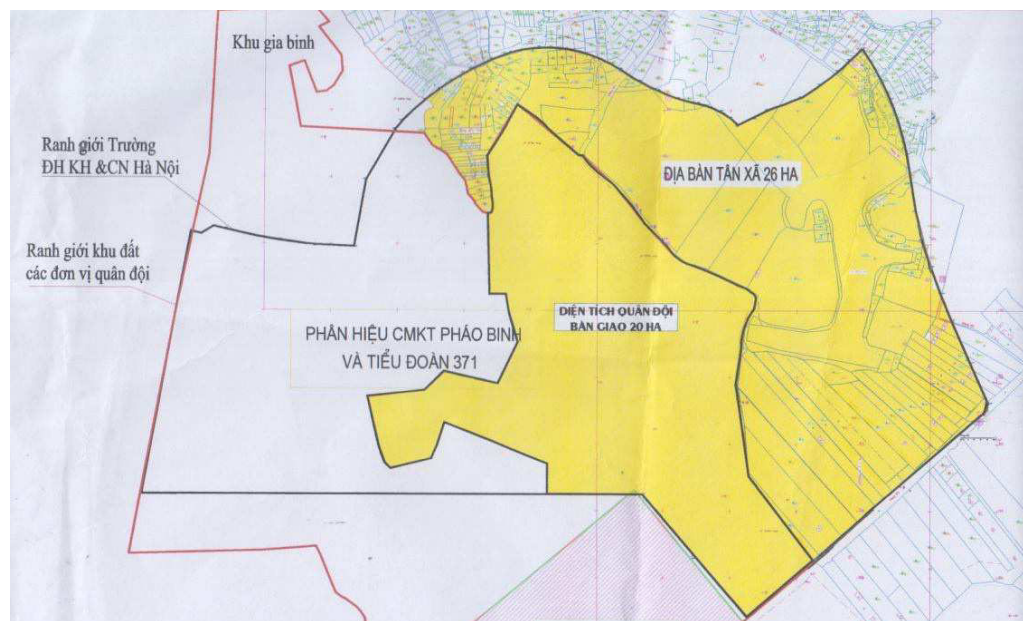 Khu gia binh
Ranh giới Trường
ĐH KH &CN Hà Nội
ĐỊA BÀN TÂN XÃ 26 HA
Ranh giới khu đất
các đơn vị quân đội
DIỆN TÍCH QUÂN ĐỘI
BÀN GIAO 20 HA
PHÂN HIỆU CMKT PHÁO BINH
VÀ TIỂU ĐOÀN 371